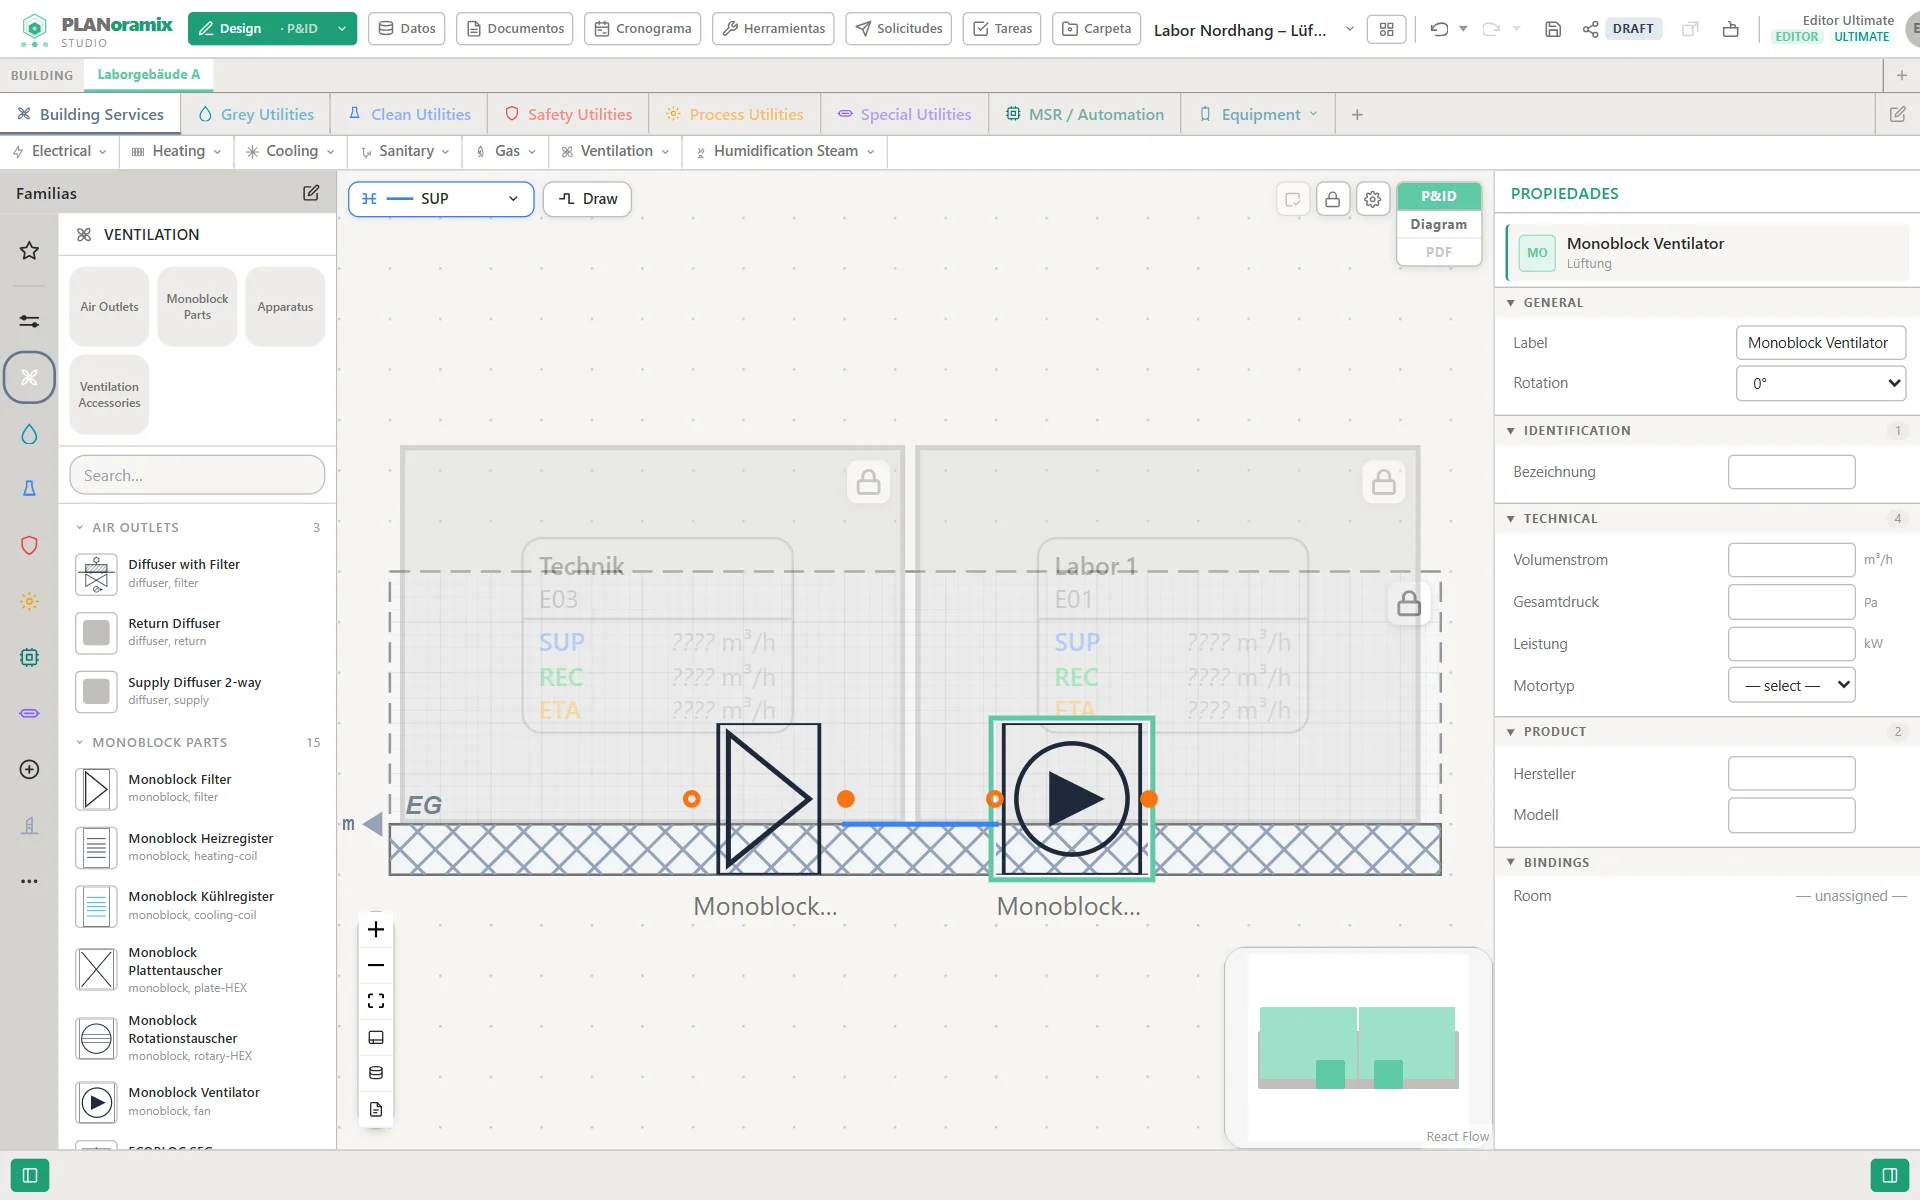 PLANoramix
STUDIO
Design · P&ID
Datos
Documentos
Cronograma
Herramientas
Solicitudes
Tareas
Carpeta
Labor Nordhang – Lüf...
DRAFT
Editor Ultimate
EDITOR ULTIMATE
BUILDING
Laborgebäude A
Building Services
Grey Utilities
Clean Utilities
Safety Utilities
Process Utilities
Special Utilities
MSR / Automation
Equipment
Electrical
Heating
Cooling
Sanitary
Gas
Ventilation
Humidification Steam
Familias
VENTILATION
Air Outlets
Monoblock
Parts
Apparatus
Ventilation
Accessories
Search...
AIR OUTLETS 3
Diffuser with Filter
diffuser, filter
Return Diffuser
diffuser, return
Supply Diffuser 2-way
diffuser, supply
MONOBLOCK PARTS 15
Monoblock Filter
monoblock, filter
Monoblock Heizregister
monoblock, heating-coil
Monoblock Kühlregister
monoblock, cooling-coil
Monoblock
Plattentauscher
monoblock, plate-HEX
Monoblock
Rotationstauscher
monoblock, rotary-HEX
Monoblock Ventilator
monoblock, fan
SUP
Draw
P&ID
Diagram
PDF
Technik
E03
SUP ???? m³/h
REC ???? m³/h
ETA ???? m³/h
Labor 1
E01
SUP ???? m³/h
REC ???? m³/h
ETA ???? m³/h
EG
m
Monoblock...
Monoblock...
React Flow
PROPIEDADES
MO
Monoblock Ventilator
Lüftung
GENERAL
Label Monoblock Ventilator
Rotation 0°
IDENTIFICATION 1
Bezeichnung
TECHNICAL 4
Volumenstrom m³/h
Gesamtdruck Pa
Leistung kW
Motortyp — select —
PRODUCT 2
Hersteller
Modell
BINDINGS
Room — unassigned —